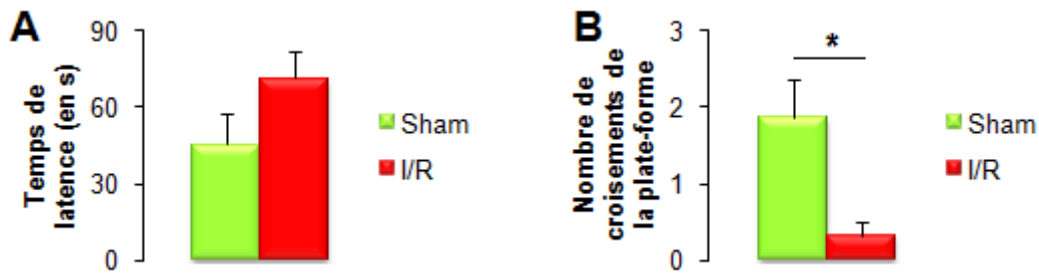 A
Temps de
latence (en s)
90
60
30
0
Sham
I/R
B
Nombre de
croisements de
la plate-forme
3
2
1
0
*
Sham
I/R